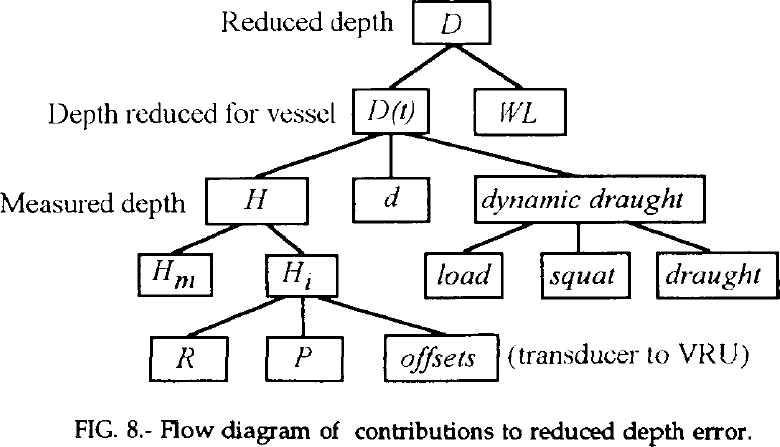 Reduced depth D
Depth reduced for vessel D(t) WL
Measured depth H d dynamic draught
Hm Hi load squat draught
R P offsets (transducer to VRU)
FIG. 8.- Flow diagram of contributions to reduced depth error.